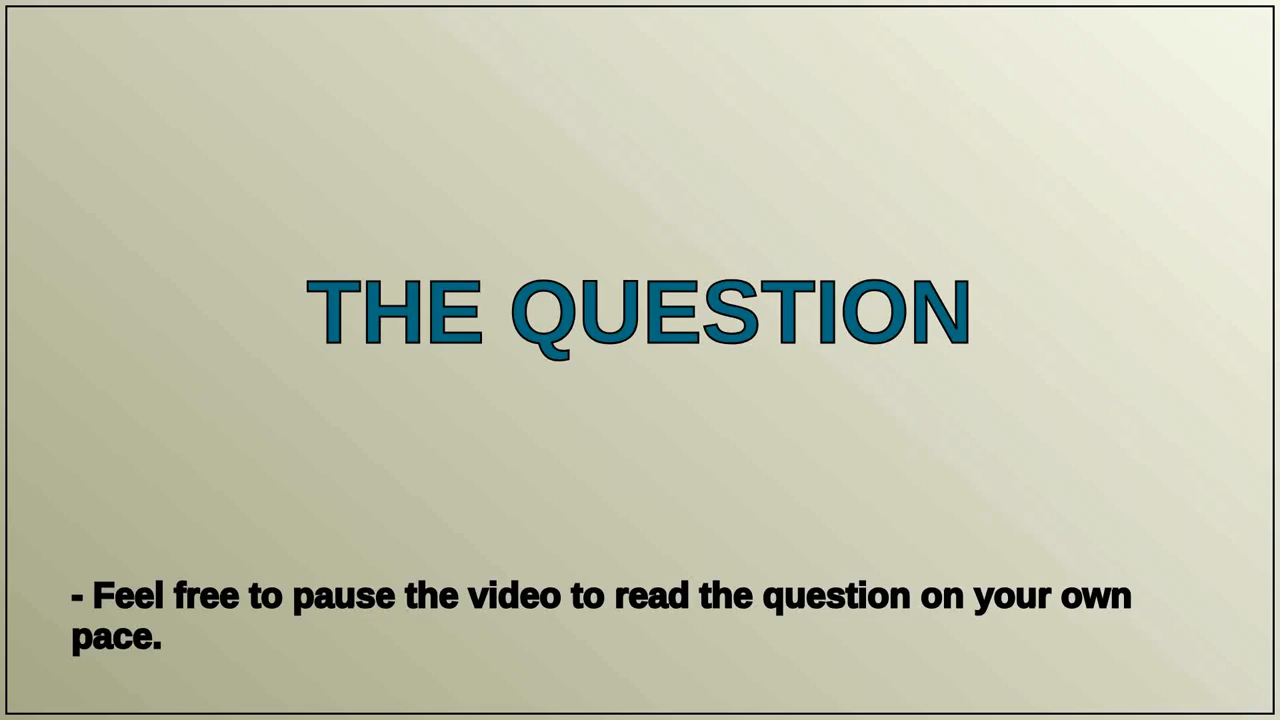 THE QUESTION
- Feel free to pause the video to read the question on your own
pace.